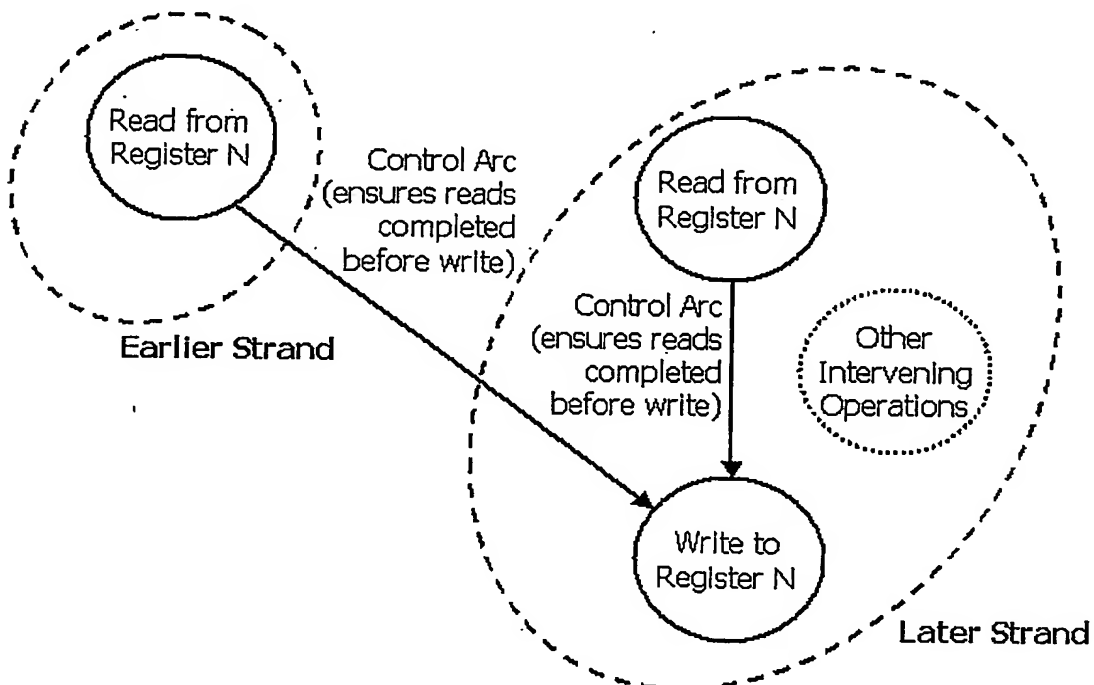 Read from
Register N
Control Arc
(ensures reads
completed
before write)
Earlier Strand
Read from
Register N
Control Arc
(ensures reads
completed
before write)
Other
Intervening
Operations
Write to
Register N
Later Strand